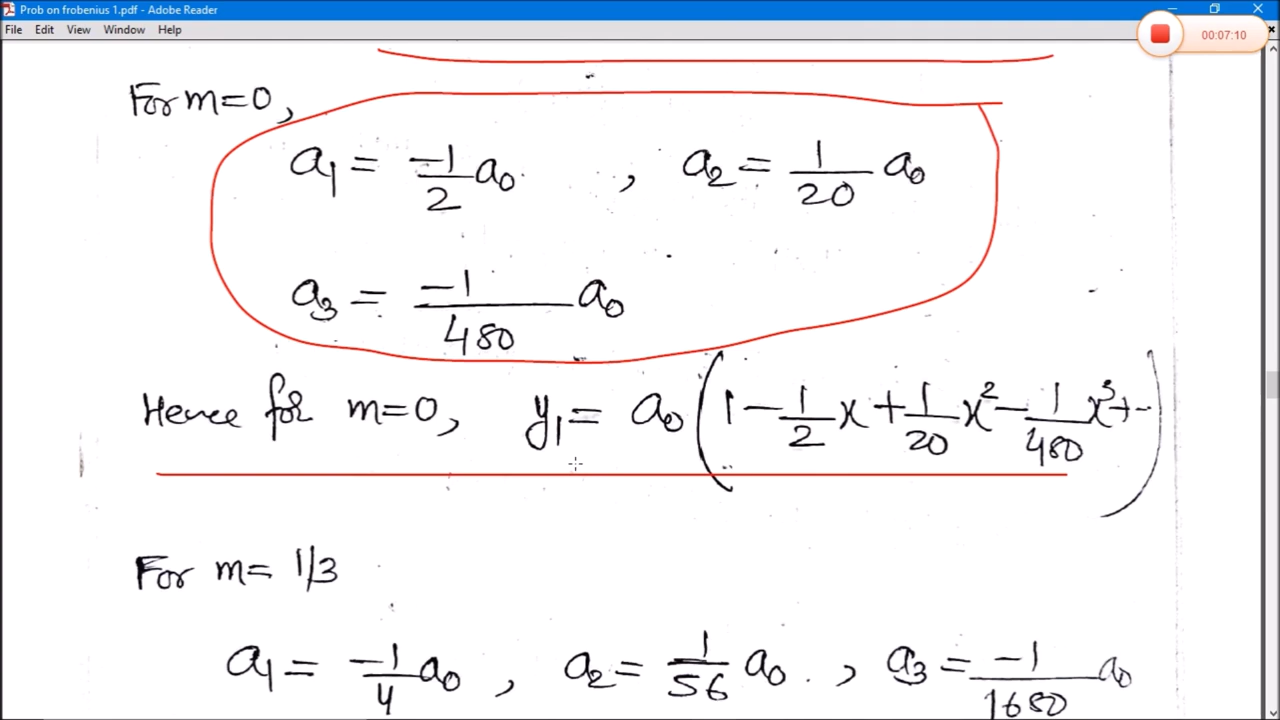 Prob on frobenius 1.pdf - Adobe Reader
File Edit View Window Help
00:07:10
For m=0,
a₁ = -1/2 a₀ , a₂ = 1/20 a₀
a₃ = -1/480 a₀
Hence for m=0, y₁ = a₀ (1 - 1/2 x + 1/20 x² - 1/480 x³ + --)
For m= 1/3
a₁ = -1/4 a₀ , a₂ = 1/56 a₀ , a₃ = -1/1680 a₀